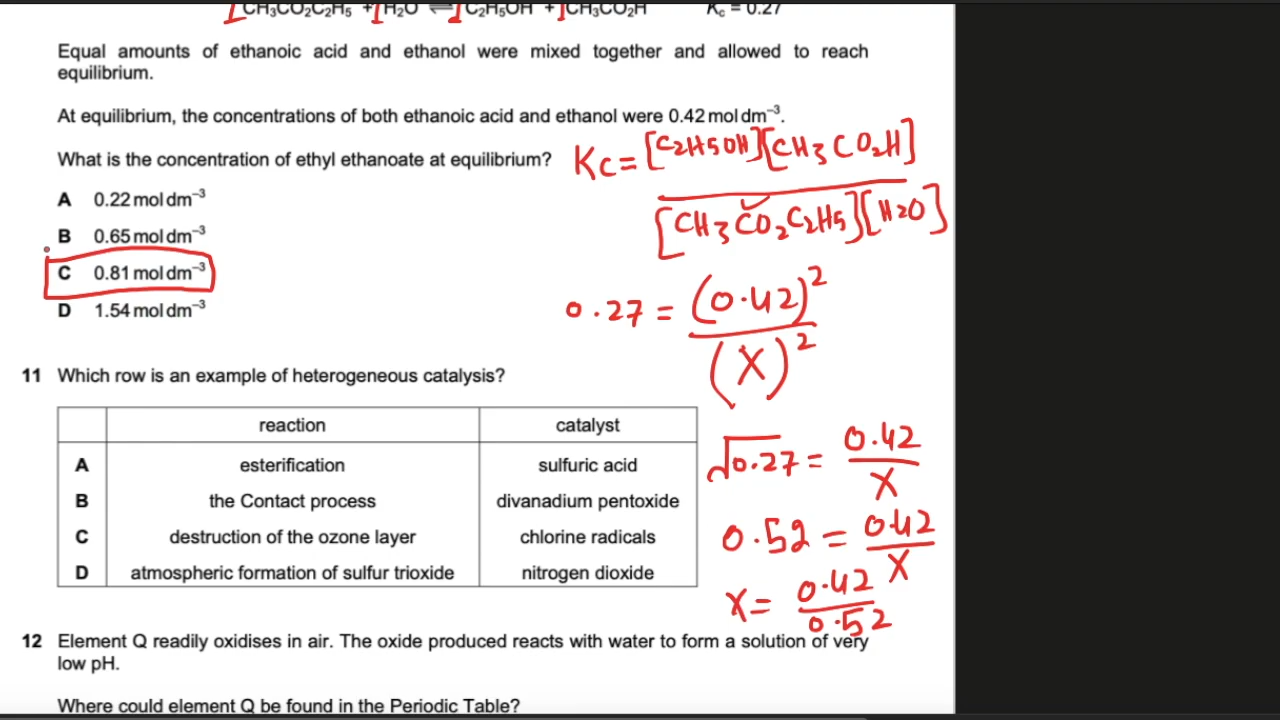 CH₃CO₂C₂H₅ + H₂O ⇌ C₂H₅OH + CH₃CO₂H Kc = 0.27
Equal amounts of ethanoic acid and ethanol were mixed together and allowed to reach
equilibrium.
At equilibrium, the concentrations of both ethanoic acid and ethanol were 0.42 mol dm⁻³.
What is the concentration of ethyl ethanoate at equilibrium?
A 0.22 mol dm⁻³
B 0.65 mol dm⁻³
C 0.81 mol dm⁻³
D 1.54 mol dm⁻³
Kc = [C2H5OH][CH3CO2H]
[CH3CO2C2H5][H2O]
0.27 = (0.42)²
(X)²
√0.27 = 0.42
X
0.52 = 0.42
X
X = 0.42
0.52
11 Which row is an example of heterogeneous catalysis?
reaction catalyst
A esterification sulfuric acid
B the Contact process divanadium pentoxide
C destruction of the ozone layer chlorine radicals
D atmospheric formation of sulfur trioxide nitrogen dioxide
12 Element Q readily oxidises in air. The oxide produced reacts with water to form a solution of very
low pH.
Where could element Q be found in the Periodic Table?